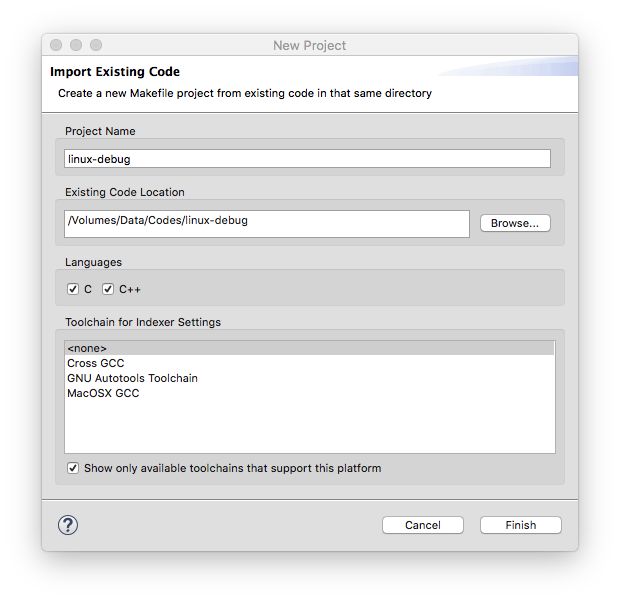 New Project
Import Existing Code
Create a new Makefile project from existing code in that same directory
Project Name
linux-debug
Existing Code Location
/Volumes/Data/Codes/linux-debug
Browse...
Languages
C C++
Toolchain for Indexer Settings
<none>
Cross GCC
GNU Autotools Toolchain
MacOSX GCC
Show only available toolchains that support this platform
? Cancel Finish